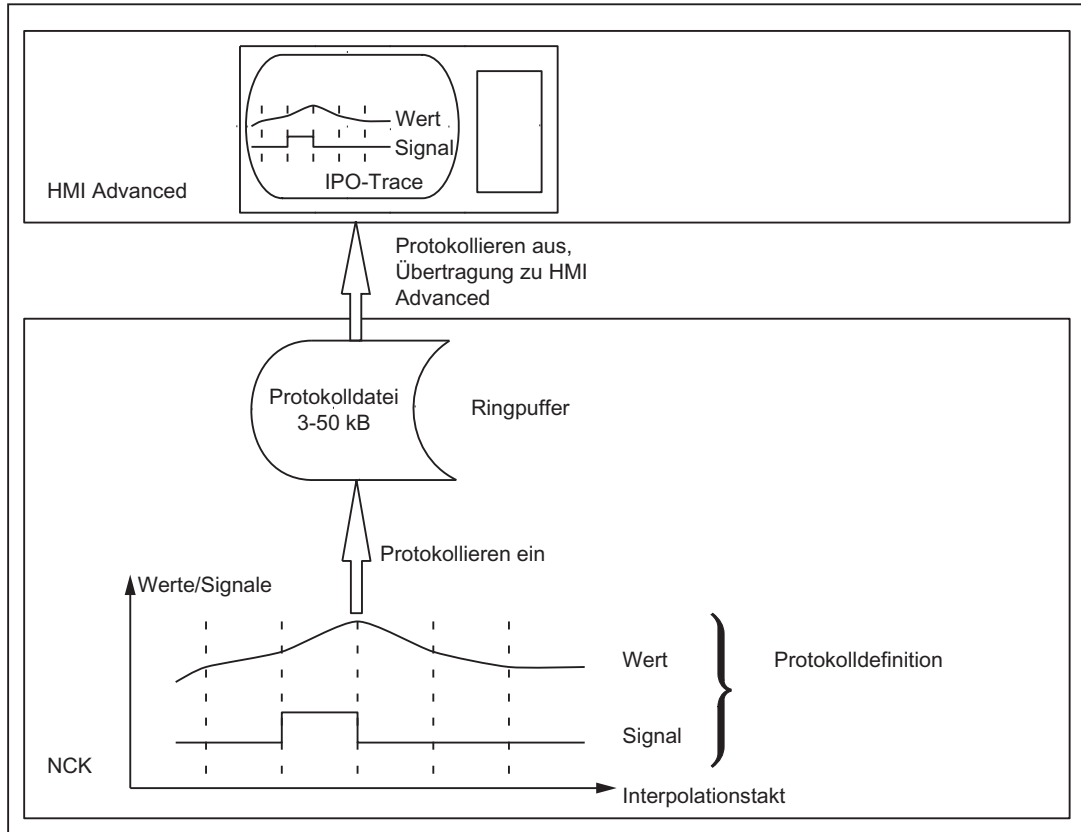 Wert
Signal
IPO-Trace
HMI Advanced
Protokollieren aus,
Übertragung zu HMI
Advanced
Protokolldatei
3-50 kB
Ringpuffer
Protokollieren ein
Werte/Signale
Wert
Protokolldefinition
Signal
NCK
Interpolationstakt